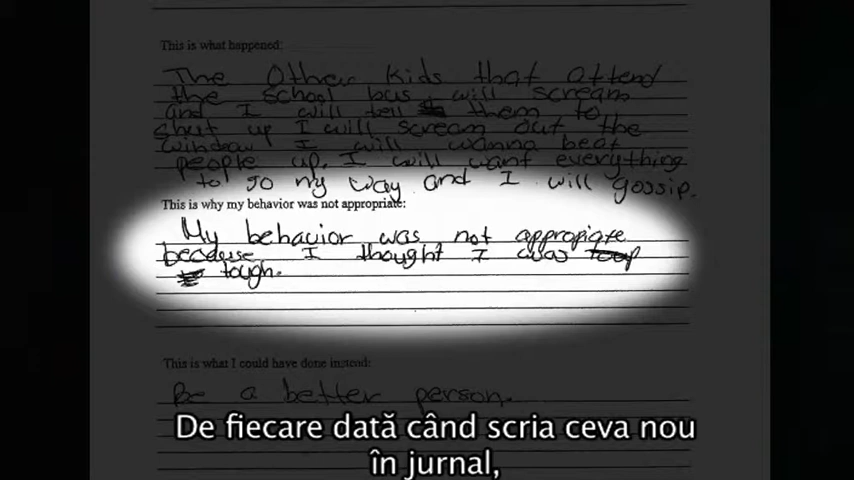 This is what happened:
The Other Kids that attend
the school bus will scream
and I will tell them to
shut up I will scream out the
window I will wanna beat
people up. I will want everything
to go my way and I will gossip.
This is why my behavior was not appropriate:
My behavior was not appropiate
because I thought I was
tough.
This is what I could have done instead:
Be a better person.
De fiecare dată când scria ceva nou
în jurnal,